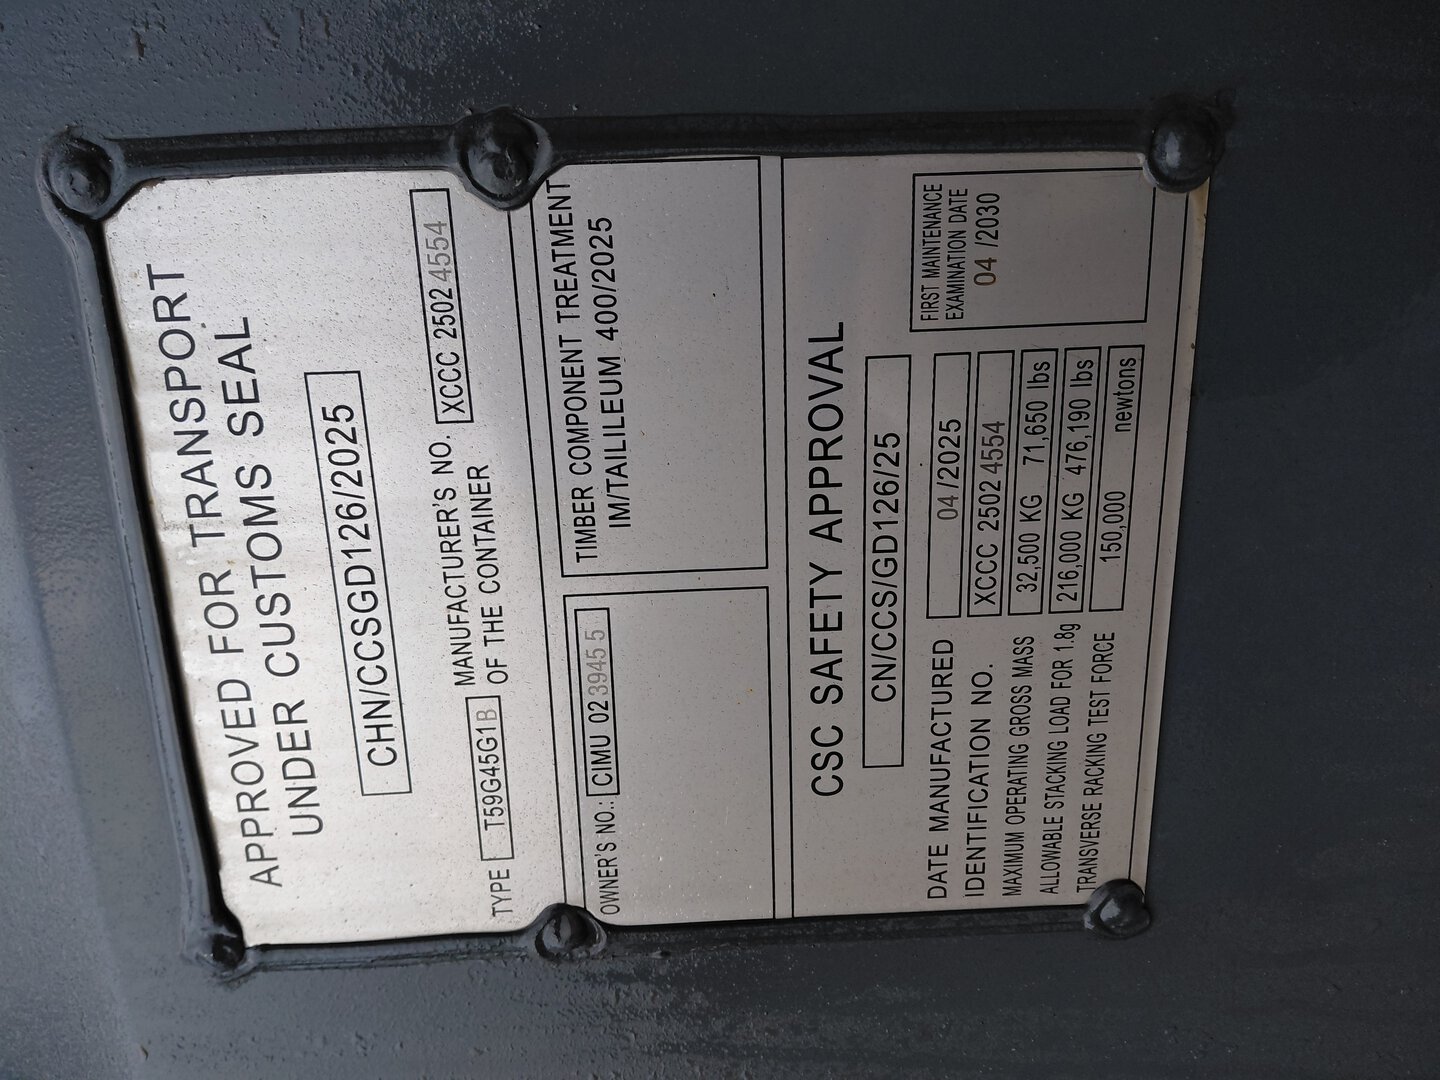 APPROVED FOR TRANSPORT
UNDER CUSTOMS SEAL
CHN/CCSGD126/2025
TYPE T59G45G1B MANUFACTURER'S NO. OF THE CONTAINER XCCC 2502 4554
OWNER'S NO.: CIMU 02 3945 5
TIMBER COMPONENT TREATMENT
IM/TAILILEUM 400/2025
CSC SAFETY APPROVAL
CN/CCS/GD126/25
DATE MANUFACTURED 04 /2025
IDENTIFICATION NO. XCCC 2502 4554
MAXIMUM OPERATING GROSS MASS 32,500 KG 71,650 lbs
ALLOWABLE STACKING LOAD FOR 1.8g 216,000 KG 476,190 lbs
TRANSVERSE RACKING TEST FORCE 150,000 newtons
FIRST MAINTENANCE
EXAMINATION DATE
04 /2030